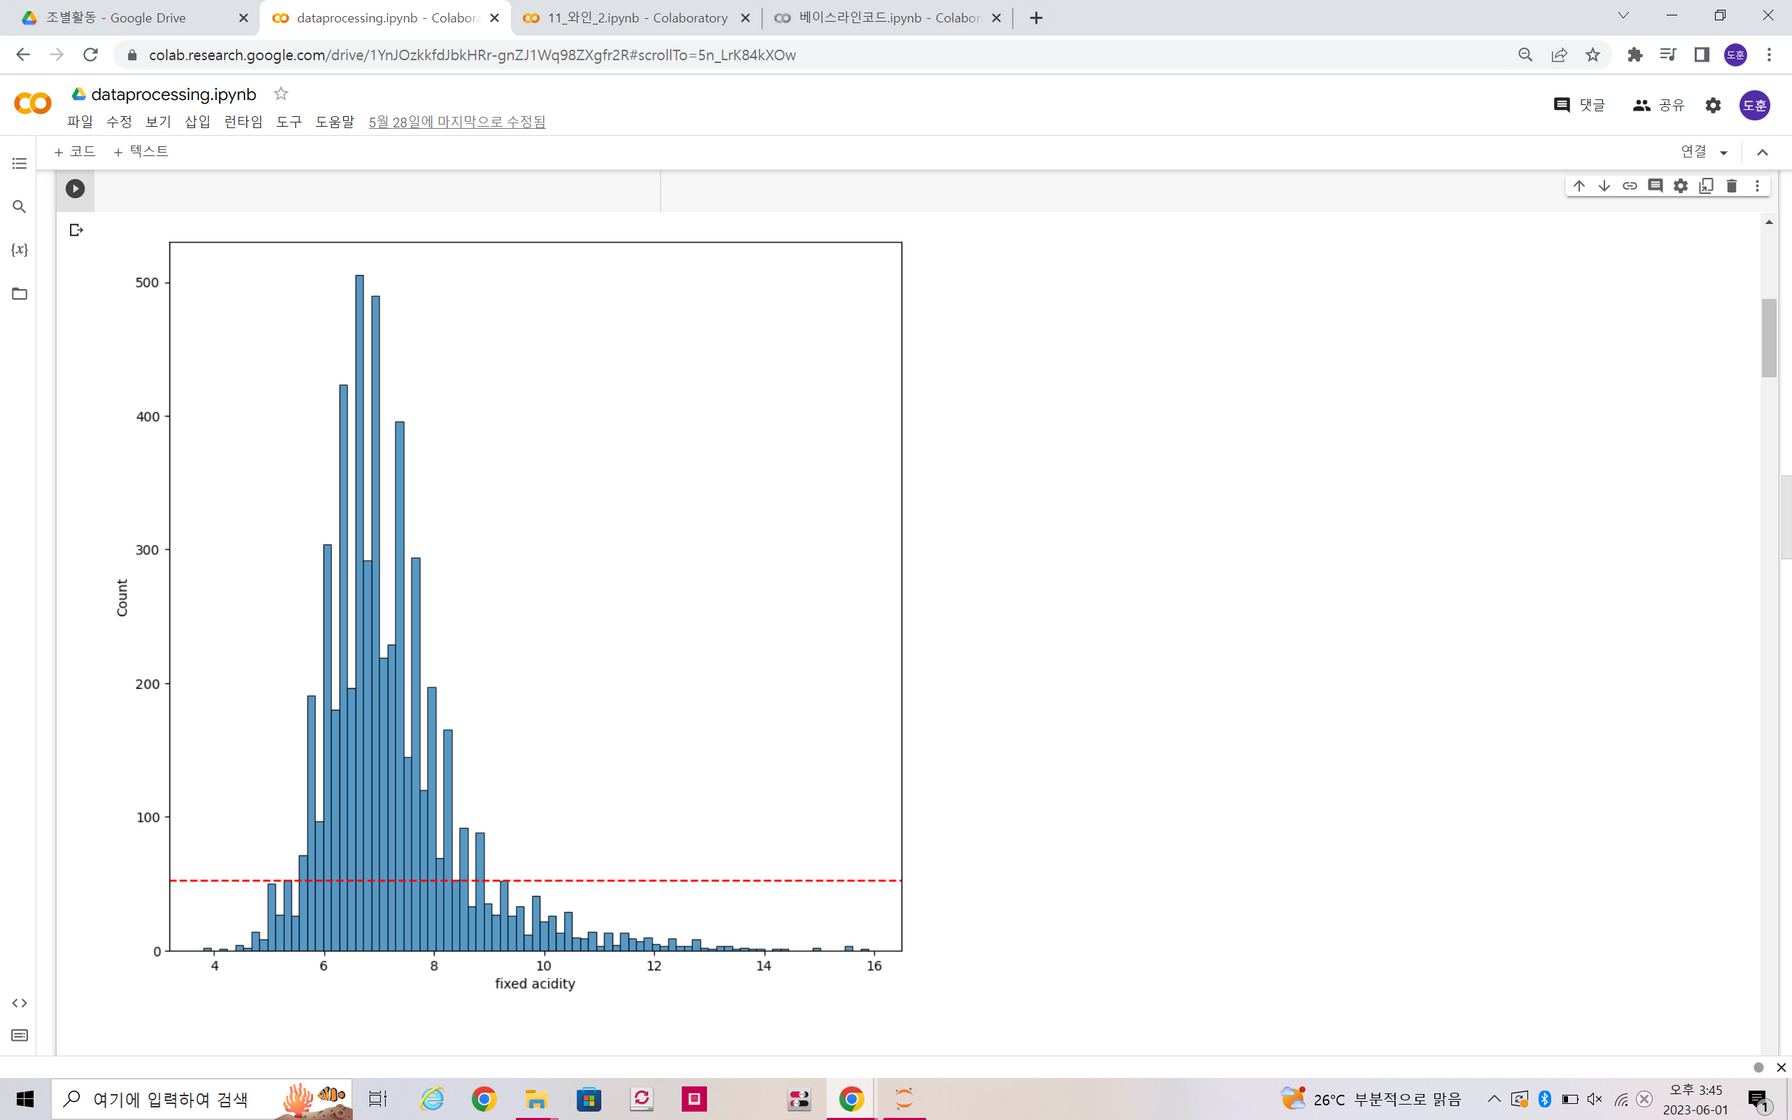 조별활동 - Google Drive
dataprocessing.ipynb - Colabora
11_와인_2.ipynb - Colaboratory
베이스라인코드.ipynb - Colabor
colab.research.google.com/drive/1YnJOzkkfdJbkHRr-gnZJ1Wq98ZXgfr2R#scrollTo=5n_LrK84kXOw
도훈
dataprocessing.ipynb
댓글
공유
도훈
파일 수정 보기 삽입 런타임 도구 도움말 5월 28일에 마지막으로 수정됨
+ 코드 + 텍스트
연결
{x}
500
400
300
200
100
0
Count
4 6 8 10 12 14 16
fixed acidity
여기에 입력하여 검색
26°C 부분적으로 맑음
오후 3:45
2023-06-01
1